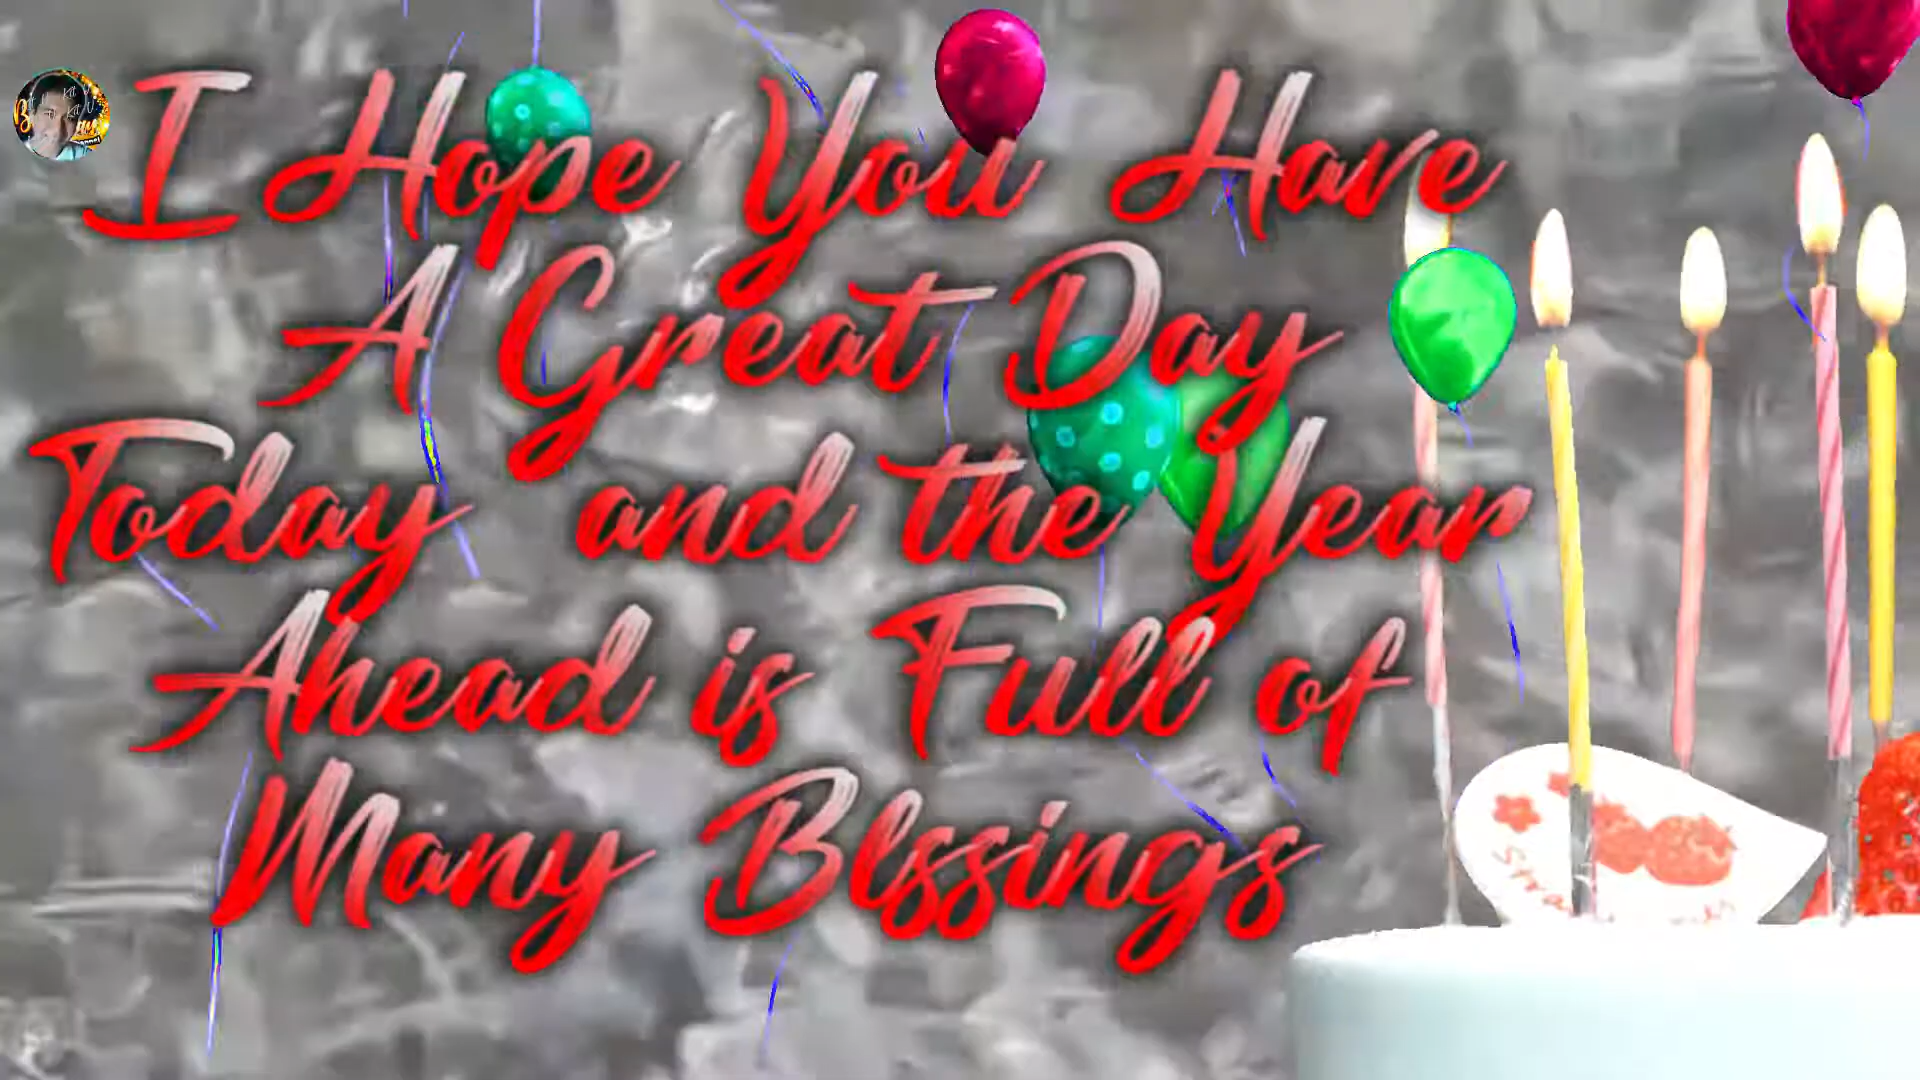 I Hope You Have
A Great Day
Today and the Year
Ahead is Full of
Many Blssings